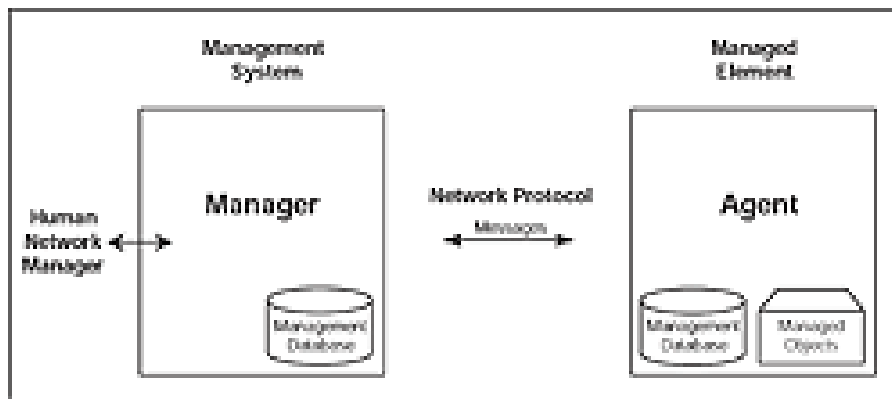 Management
System
Managed
Element
Human
Network
Manager
Manager
Management
Database
Network Protocol
Messages
Agent
Management
Database
Managed
Objects